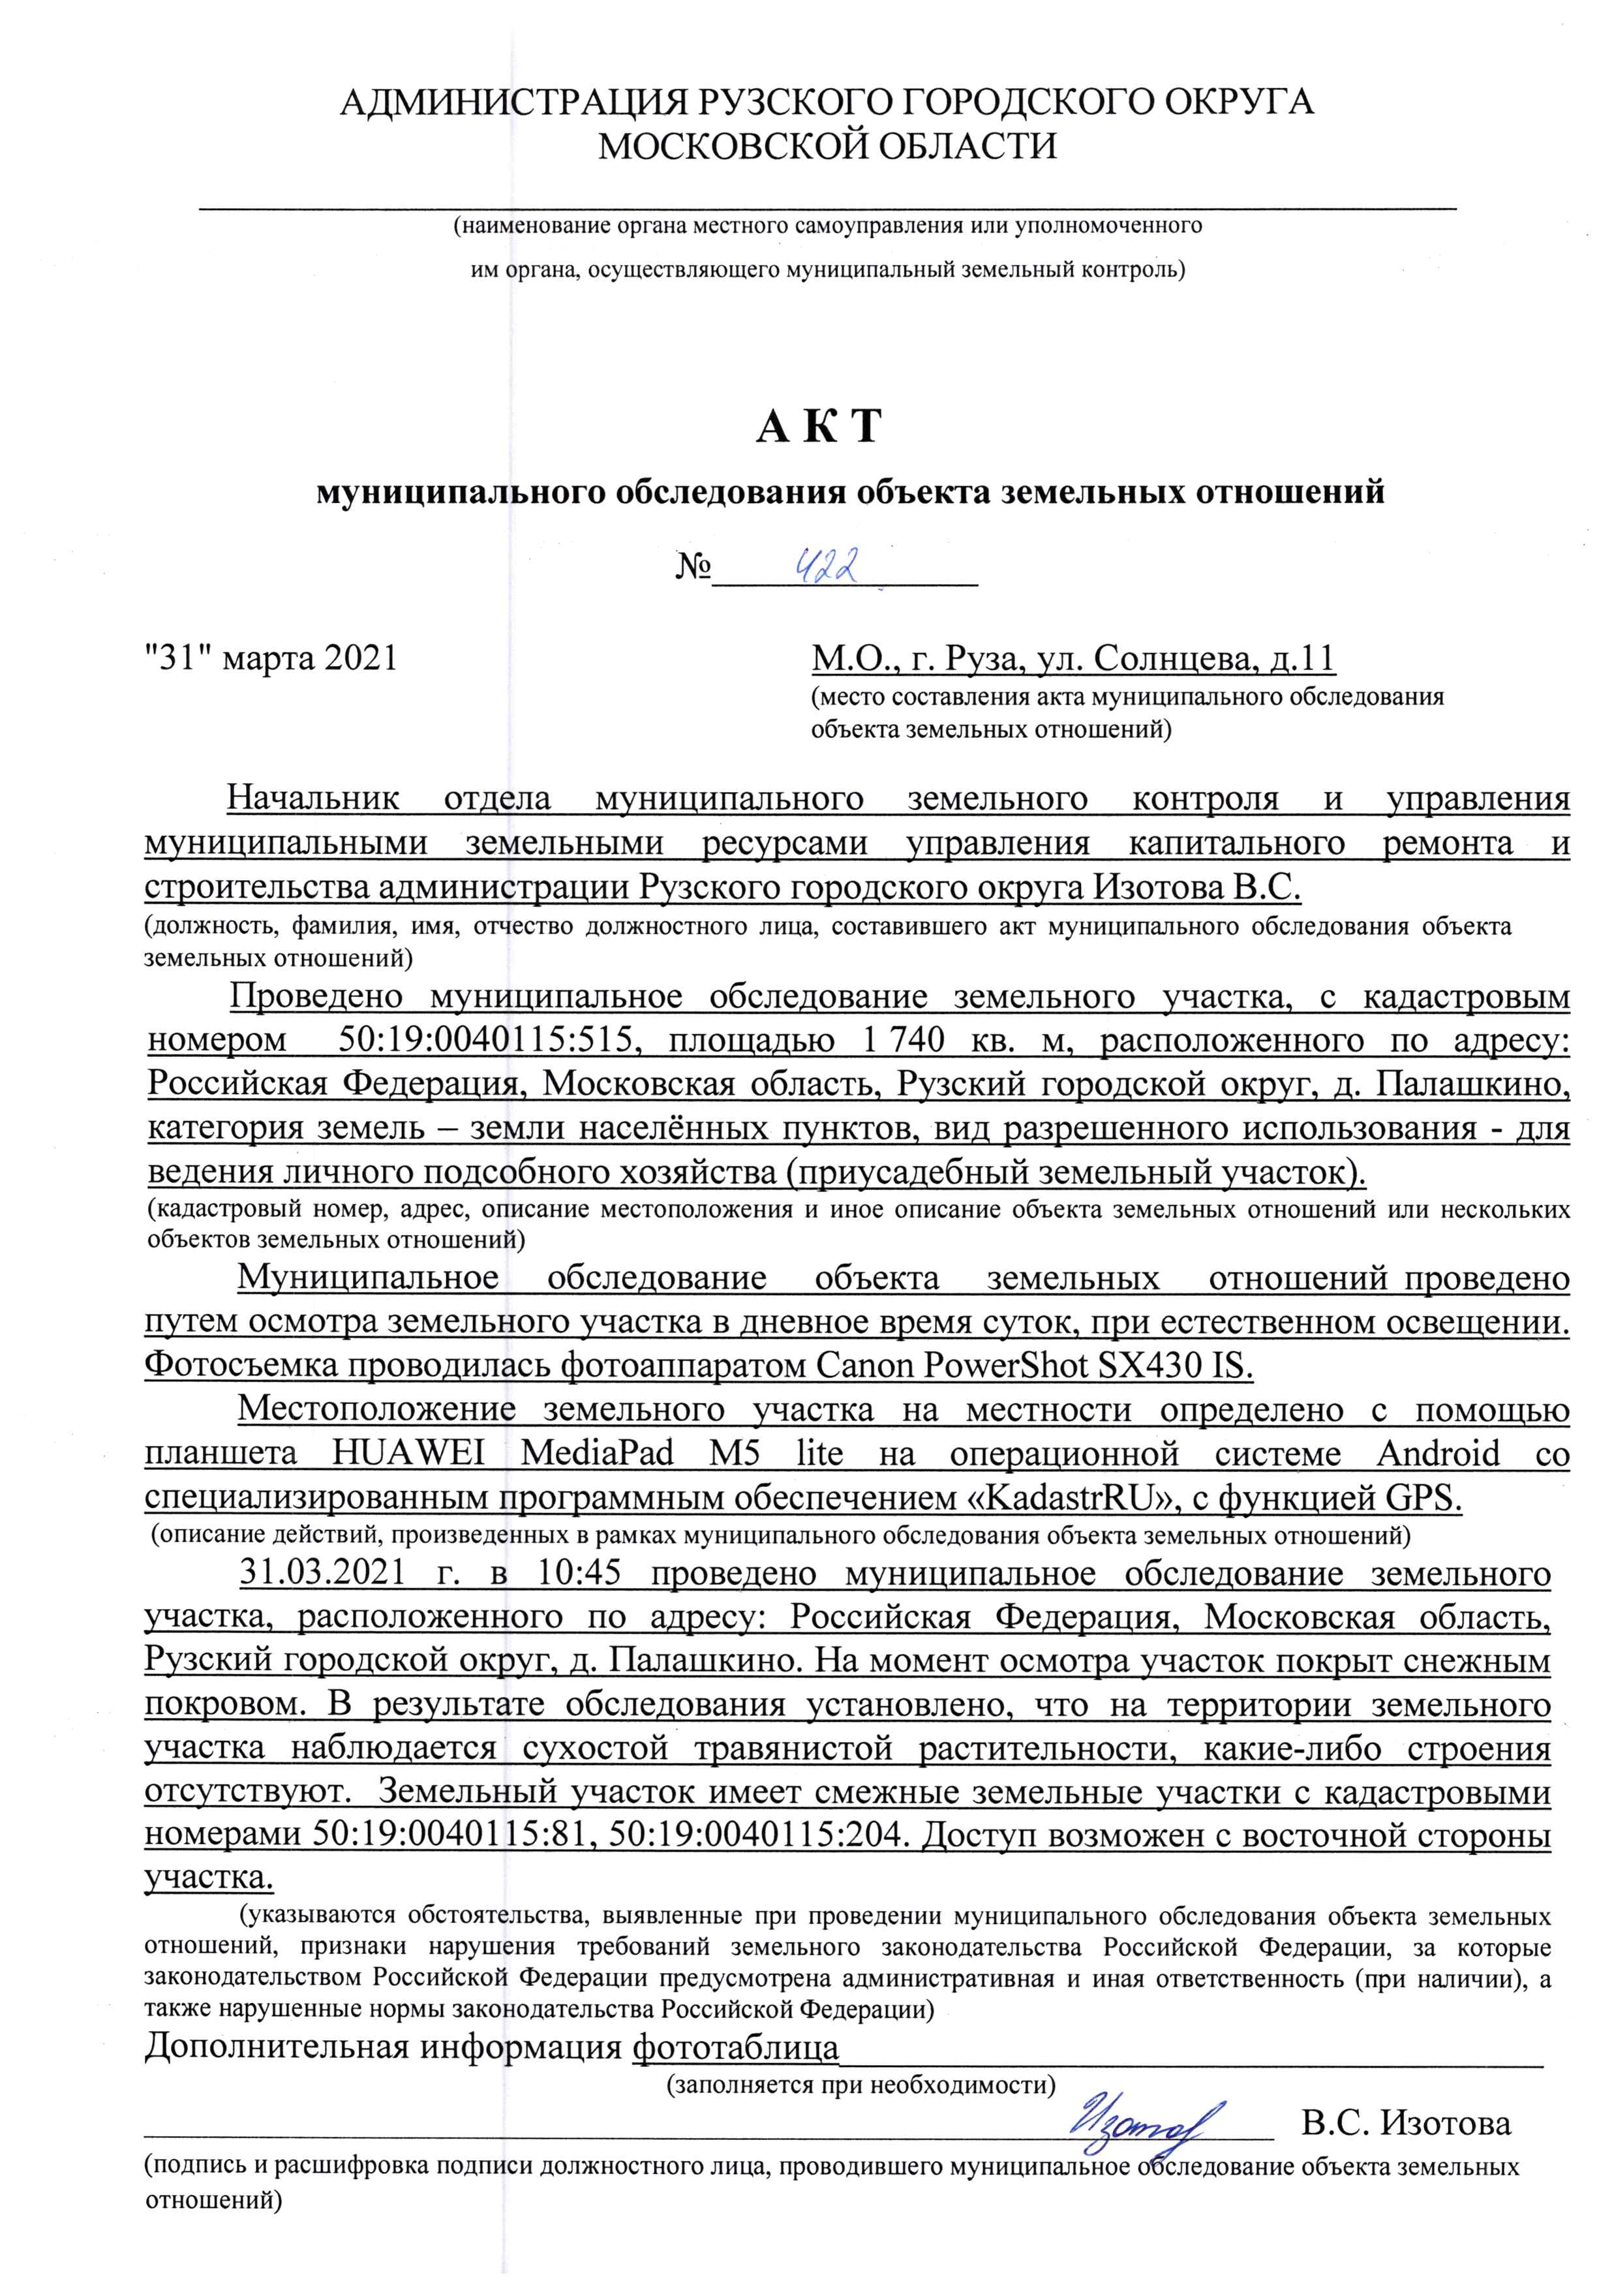 АДМИНИСТРАЦИЯ РУЗСКОГО ГОРОДСКОГО ОКРУГА
МОСКОВСКОЙ ОБЛАСТИ
(наименование органа местного самоуправления или уполномоченного
им органа, осуществляющего муниципальный земельный контроль)
А К Т
муниципального обследования объекта земельных отношений
№ 422
"31" марта 2021
М.О., г. Руза, ул. Солнцева, д.11
(место составления акта муниципального обследования
объекта земельных отношений)
Начальник отдела муниципального земельного контроля и управления
муниципальными земельными ресурсами управления капитального ремонта и
строительства администрации Рузского городского округа Изотова В.С.
(должность, фамилия, имя, отчество должностного лица, составившего акт муниципального обследования объекта
земельных отношений)
Проведено муниципальное обследование земельного участка, с кадастровым
номером 50:19:0040115:515, площадью 1 740 кв. м, расположенного по адресу:
Российская Федерация, Московская область, Рузский городской округ, д. Палашкино,
категория земель – земли населённых пунктов, вид разрешенного использования - для
ведения личного подсобного хозяйства (приусадебный земельный участок).
(кадастровый номер, адрес, описание местоположения и иное описание объекта земельных отношений или нескольких
объектов земельных отношений)
Муниципальное обследование объекта земельных отношений проведено
путем осмотра земельного участка в дневное время суток, при естественном освещении.
Фотосъемка проводилась фотоаппаратом Canon PowerShot SX430 IS.
Местоположение земельного участка на местности определено с помощью
планшета HUAWEI MediaPad M5 lite на операционной системе Android со
специализированным программным обеспечением «KadastrRU», с функцией GPS.
(описание действий, произведенных в рамках муниципального обследования объекта земельных отношений)
31.03.2021 г. в 10:45 проведено муниципальное обследование земельного
участка, расположенного по адресу: Российская Федерация, Московская область,
Рузский городской округ, д. Палашкино. На момент осмотра участок покрыт снежным
покровом. В результате обследования установлено, что на территории земельного
участка наблюдается сухостой травянистой растительности, какие-либо строения
отсутствуют. Земельный участок имеет смежные земельные участки с кадастровыми
номерами 50:19:0040115:81, 50:19:0040115:204. Доступ возможен с восточной стороны
участка.
(указываются обстоятельства, выявленные при проведении муниципального обследования объекта земельных
отношений, признаки нарушения требований земельного законодательства Российской Федерации, за которые
законодательством Российской Федерации предусмотрена административная и иная ответственность (при наличии), а
также нарушенные нормы законодательства Российской Федерации)
Дополнительная информация фототаблица
(заполняется при необходимости)
Изотов В.С. Изотова
(подпись и расшифровка подписи должностного лица, проводившего муниципальное обследование объекта земельных
отношений)